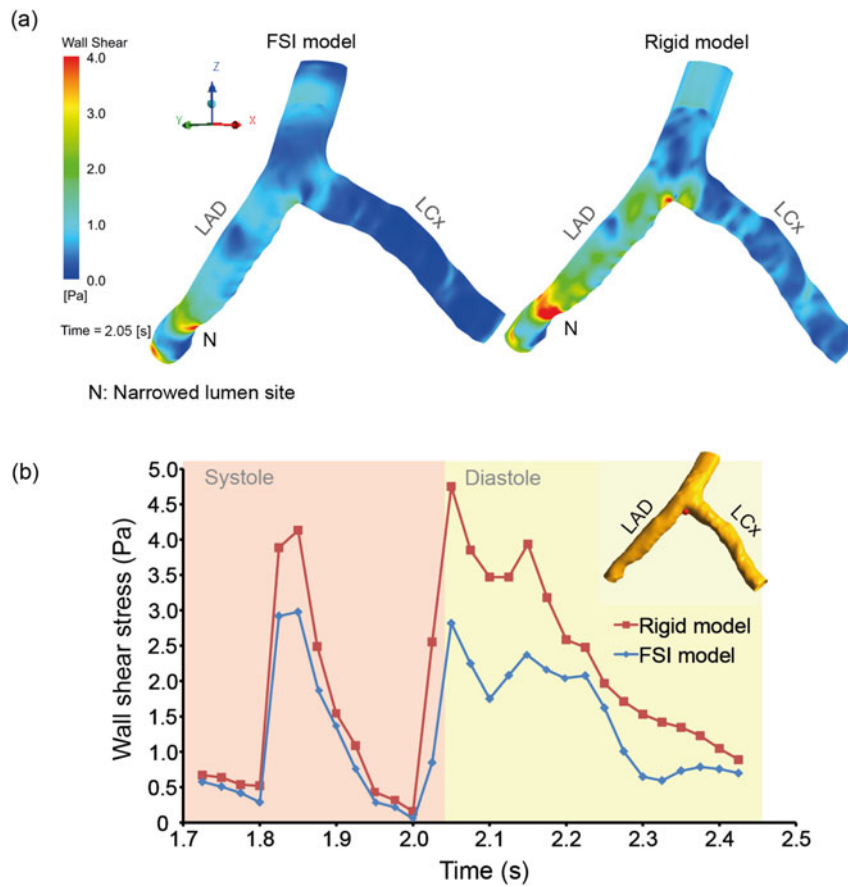 (a)
Wall Shear
4.0
3.0
2.0
1.0
0.0
[Pa]
Time = 2.05 [s]
FSI model
Rigid model
Z
Y
X
LAD
LCx
N
LAD
LCx
N
N: Narrowed lumen site
(b)
Systole
Diastole
LAD
LCx
Rigid model
FSI model
Wall shear stress (Pa)
5.0
4.5
4.0
3.5
3.0
2.5
2.0
1.5
1.0
0.5
0
1.7 1.8 1.9 2.0 2.1 2.2 2.3 2.4 2.5
Time (s)